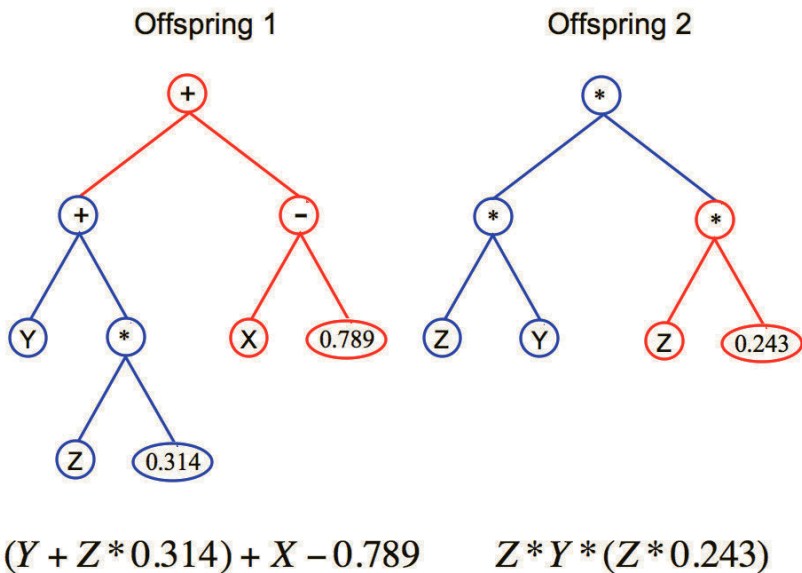 Offspring 1 Offspring 2
+ *
+ - * *
Y * X 0.789 Z Y Z 0.243
Z 0.314
(Y + Z * 0.314) + X - 0.789 Z * Y * (Z * 0.243)